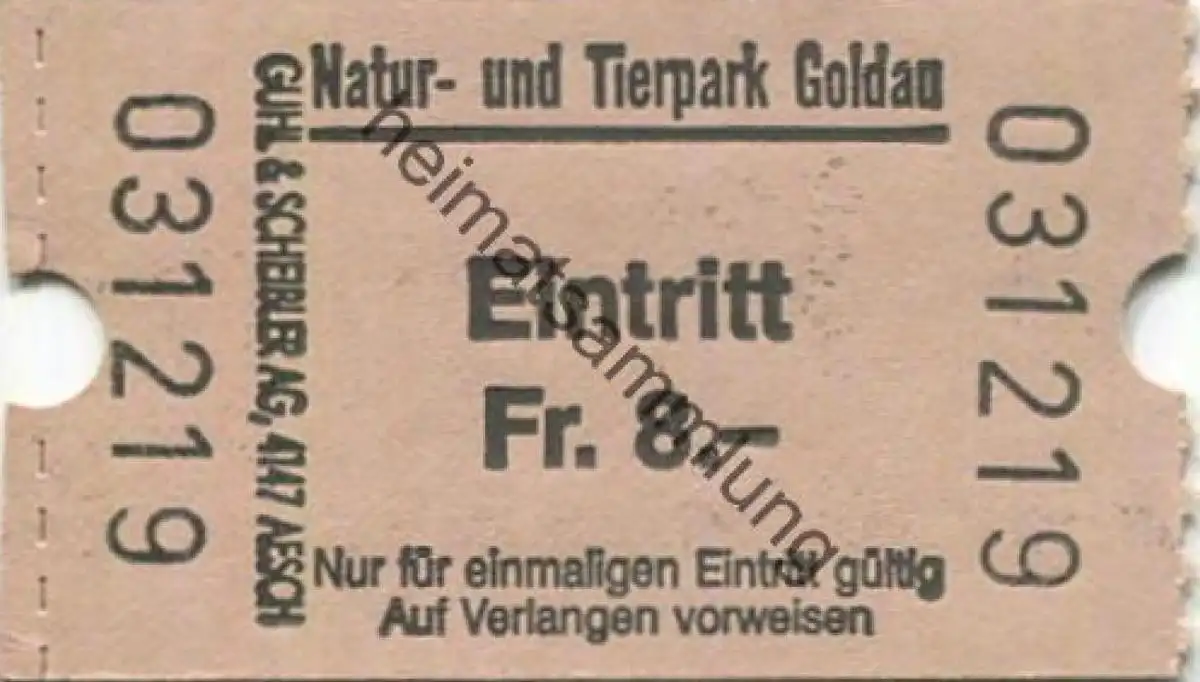 Natur- und Tierpark Goldau
Eintritt
Fr. 8.–
Nur für einmaligen Eintritt gültig
Auf Verlangen vorweisen
031219
GUHL & SCHEIBLER AG, 4147 AESCH
031219
heimatsammlung